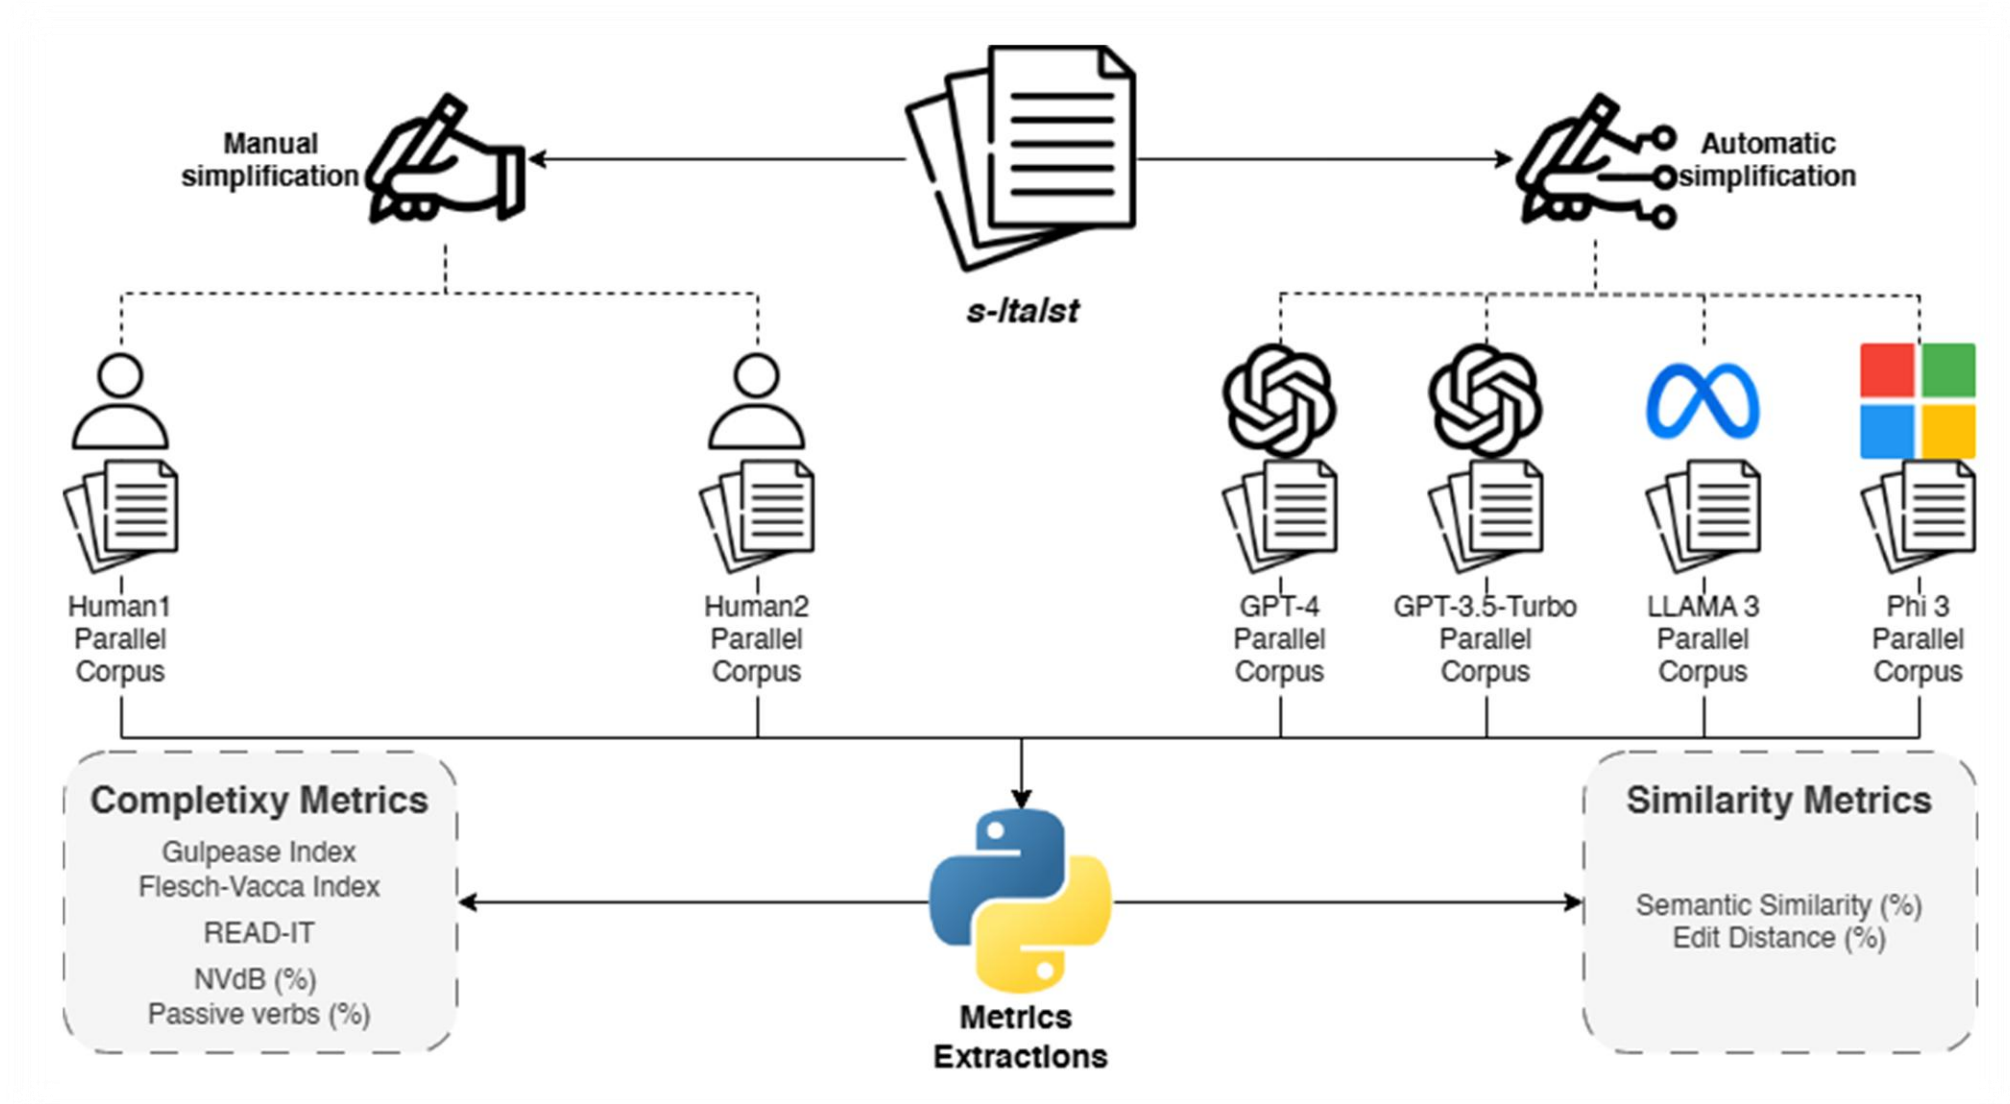 Manual
simplification
Automatic
simplification
s-ItaIst
Human1
Parallel
Corpus
Human2
Parallel
Corpus
GPT-4
Parallel
Corpus
GPT-3.5-Turbo
Parallel
Corpus
LLAMA 3
Parallel
Corpus
Phi 3
Parallel
Corpus
Completixy Metrics
Gulpease Index
Flesch-Vacca Index
READ-IT
NVdB (%)
Passive verbs (%)
Metrics
Extractions
Similarity Metrics
Semantic Similarity (%)
Edit Distance (%)